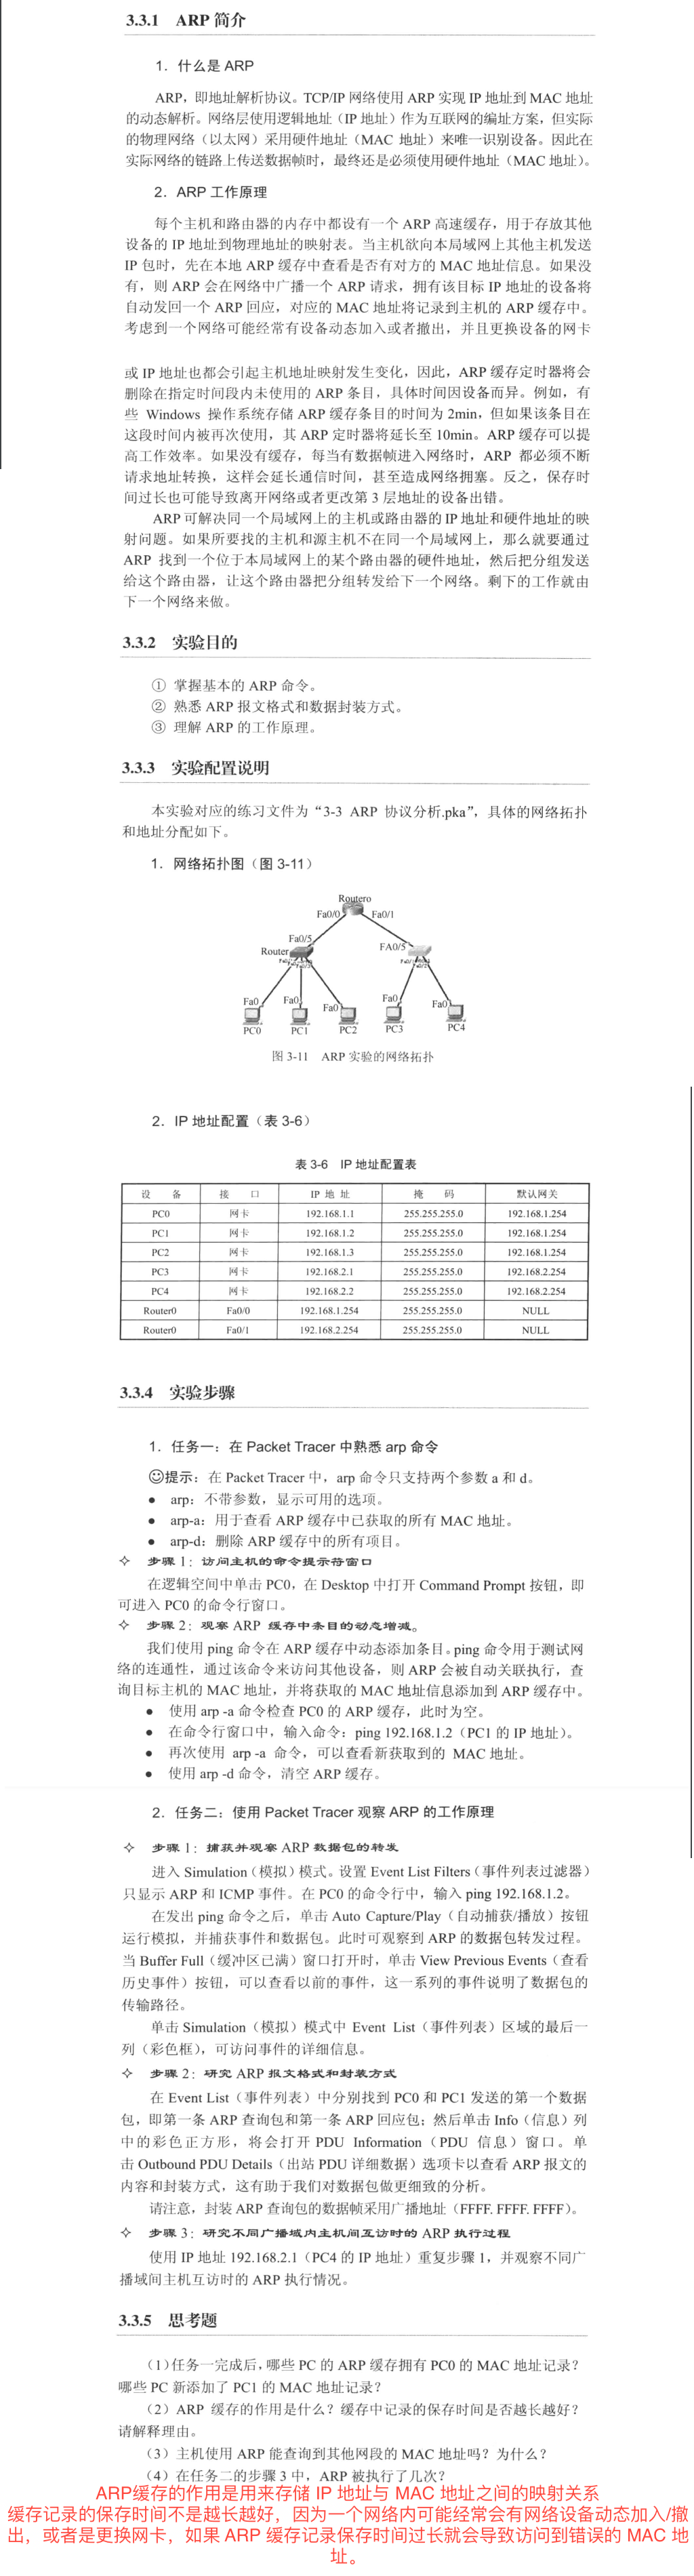 3.3.1 ARP 简介
1. 什么是 ARP
ARP，即地址解析协议。TCP/IP 网络使用 ARP 实现 IP 地址到 MAC 地址
的动态解析。网络层使用逻辑地址（IP 地址）作为互联网的编址方案，但实际
的物理网络（以太网）采用硬件地址（MAC 地址）来唯一识别设备。因此在
实际网络的链路上传送数据帧时，最终还是必须使用硬件地址（MAC 地址）。
2. ARP 工作原理
每个主机和路由器的内存中都设有一个 ARP 高速缓存，用于存放其他
设备的 IP 地址到物理地址的映射表。当主机欲向本局域网上其他主机发送
IP 包时，先在本地 ARP 缓存中查看是否有对方的 MAC 地址信息。如果没
有，则 ARP 会在网络中广播一个 ARP 请求，拥有该目标 IP 地址的设备将
自动发回一个 ARP 回应，对应的 MAC 地址将记录到主机的 ARP 缓存中。
考虑到一个网络可能经常有设备动态加入或者撤出，并且更换设备的网卡
或 IP 地址也都会引起主机地址映射发生变化，因此，ARP 缓存定时器将会
删除在指定时间段内未使用的 ARP 条目，具体时间因设备而异。例如，有
些 Windows 操作系统存储 ARP 缓存条目的时间为 2min，但如果该条目在
这段时间内被再次使用，其 ARP 定时器将延长至 10min。ARP 缓存可以提
高工作效率。如果没有缓存，每当有数据帧进入网络时，ARP 都必须不断
请求地址转换，这样会延长通信时间，甚至造成网络拥塞。反之，保存时
间过长也可能导致离开网络或者更改第 3 层地址的设备出错。
ARP 可解决同一个局域网上的主机或路由器的 IP 地址和硬件地址的映
射问题。如果所要找的主机和源主机不在同一个局域网上，那么就要通过
ARP 找到一个位于本局域网上的某个路由器的硬件地址，然后把分组发送
给这个路由器，让这个路由器把分组转发给下一个网络。剩下的工作就由
下一个网络来做。
3.3.2 实验目的
① 掌握基本的 ARP 命令。
② 熟悉 ARP 报文格式和数据封装方式。
③ 理解 ARP 的工作原理。
3.3.3 实验配置说明
本实验对应的练习文件为“3-3 ARP 协议分析.pka”，具体的网络拓扑
和地址分配如下。
1. 网络拓扑图（图 3-11）
Routero
Fa0/0 Fa0/1
Fa0/5 FA0/5
Router
Fa0 Fa0 Fa0 Fa0 Fa0
PC0 PC1 PC2 PC3 PC4
图 3-11 ARP 实验的网络拓扑
2. IP 地址配置（表 3-6）
表 3-6 IP 地址配置表
设 备 接 口 IP 地 址 掩 码 默认网关
PC0 网卡 192.168.1.1 255.255.255.0 192.168.1.254
PC1 网卡 192.168.1.2 255.255.255.0 192.168.1.254
PC2 网卡 192.168.1.3 255.255.255.0 192.168.1.254
PC3 网卡 192.168.2.1 255.255.255.0 192.168.2.254
PC4 网卡 192.168.2.2 255.255.255.0 192.168.2.254
Router0 Fa0/0 192.168.1.254 255.255.255.0 NULL
Router0 Fa0/1 192.168.2.254 255.255.255.0 NULL
3.3.4 实验步骤
1. 任务一：在 Packet Tracer 中熟悉 arp 命令
☺提示：在 Packet Tracer 中，arp 命令只支持两个参数 a 和 d。
● arp：不带参数，显示可用的选项。
● arp-a：用于查看 ARP 缓存中已获取的所有 MAC 地址。
● arp-d：删除 ARP 缓存中的所有项目。
✧ 步骤 1：访问主机的命令提示符窗口
在逻辑空间中单击 PC0，在 Desktop 中打开 Command Prompt 按钮，即
可进入 PC0 的命令行窗口。
✧ 步骤 2：观察 ARP 缓存中条目的动态增减。
我们使用 ping 命令在 ARP 缓存中动态添加条目。ping 命令用于测试网
络的连通性，通过该命令来访问其他设备，则 ARP 会被自动关联执行，查
询目标主机的 MAC 地址，并将获取的 MAC 地址信息添加到 ARP 缓存中。
● 使用 arp -a 命令检查 PC0 的 ARP 缓存，此时为空。
● 在命令行窗口中，输入命令：ping 192.168.1.2（PC1 的 IP 地址）。
● 再次使用 arp -a 命令，可以查看新获取到的 MAC 地址。
● 使用 arp -d 命令，清空 ARP 缓存。
2. 任务二：使用 Packet Tracer 观察 ARP 的工作原理
✧ 步骤 1：捕获并观察 ARP 数据包的转发
进入 Simulation（模拟）模式。设置 Event List Filters（事件列表过滤器）
只显示 ARP 和 ICMP 事件。在 PC0 的命令行中，输入 ping 192.168.1.2。
在发出 ping 命令之后，单击 Auto Capture/Play（自动捕获/播放）按钮
运行模拟，并捕获事件和数据包。此时可观察到 ARP 的数据包转发过程。
当 Buffer Full（缓冲区已满）窗口打开时，单击 View Previous Events（查看
历史事件）按钮，可以查看以前的事件，这一系列的事件说明了数据包的
传输路径。
单击 Simulation（模拟）模式中 Event List（事件列表）区域的最后一
列（彩色框），可访问事件的详细信息。
✧ 步骤 2：研究 ARP 报文格式和封装方式
在 Event List（事件列表）中分别找到 PC0 和 PC1 发送的第一个数据
包，即第一条 ARP 查询包和第一条 ARP 回应包；然后单击 Info（信息）列
中的彩色正方形，将会打开 PDU Information（PDU 信息）窗口。单
击 Outbound PDU Details（出站 PDU 详细数据）选项卡以查看 ARP 报文的
内容和封装方式，这有助于我们对数据包做更细致的分析。
请注意，封装 ARP 查询包的数据帧采用广播地址（FFFF. FFFF. FFFF）。
✧ 步骤 3：研究不同广播域内主机间互访时的 ARP 执行过程
使用 IP 地址 192.168.2.1（PC4 的 IP 地址）重复步骤 1，并观察不同广
播域间主机互访时的 ARP 执行情况。
3.3.5 思考题
（1）任务一完成后，哪些 PC 的 ARP 缓存拥有 PC0 的 MAC 地址记录？
哪些 PC 新添加了 PC1 的 MAC 地址记录？
（2）ARP 缓存的作用是什么？缓存中记录的保存时间是否越长越好？
请解释理由。
（3）主机使用 ARP 能查询到其他网段的 MAC 地址吗？为什么？
（4）在任务二的步骤 3 中，ARP 被执行了几次？
ARP缓存的作用是用来存储 IP 地址与 MAC 地址之间的映射关系
缓存记录的保存时间不是越长越好，因为一个网络内可能经常会有网络设备动态加入/撤
出，或者是更换网卡，如果 ARP 缓存记录保存时间过长就会导致访问到错误的 MAC 地
址。